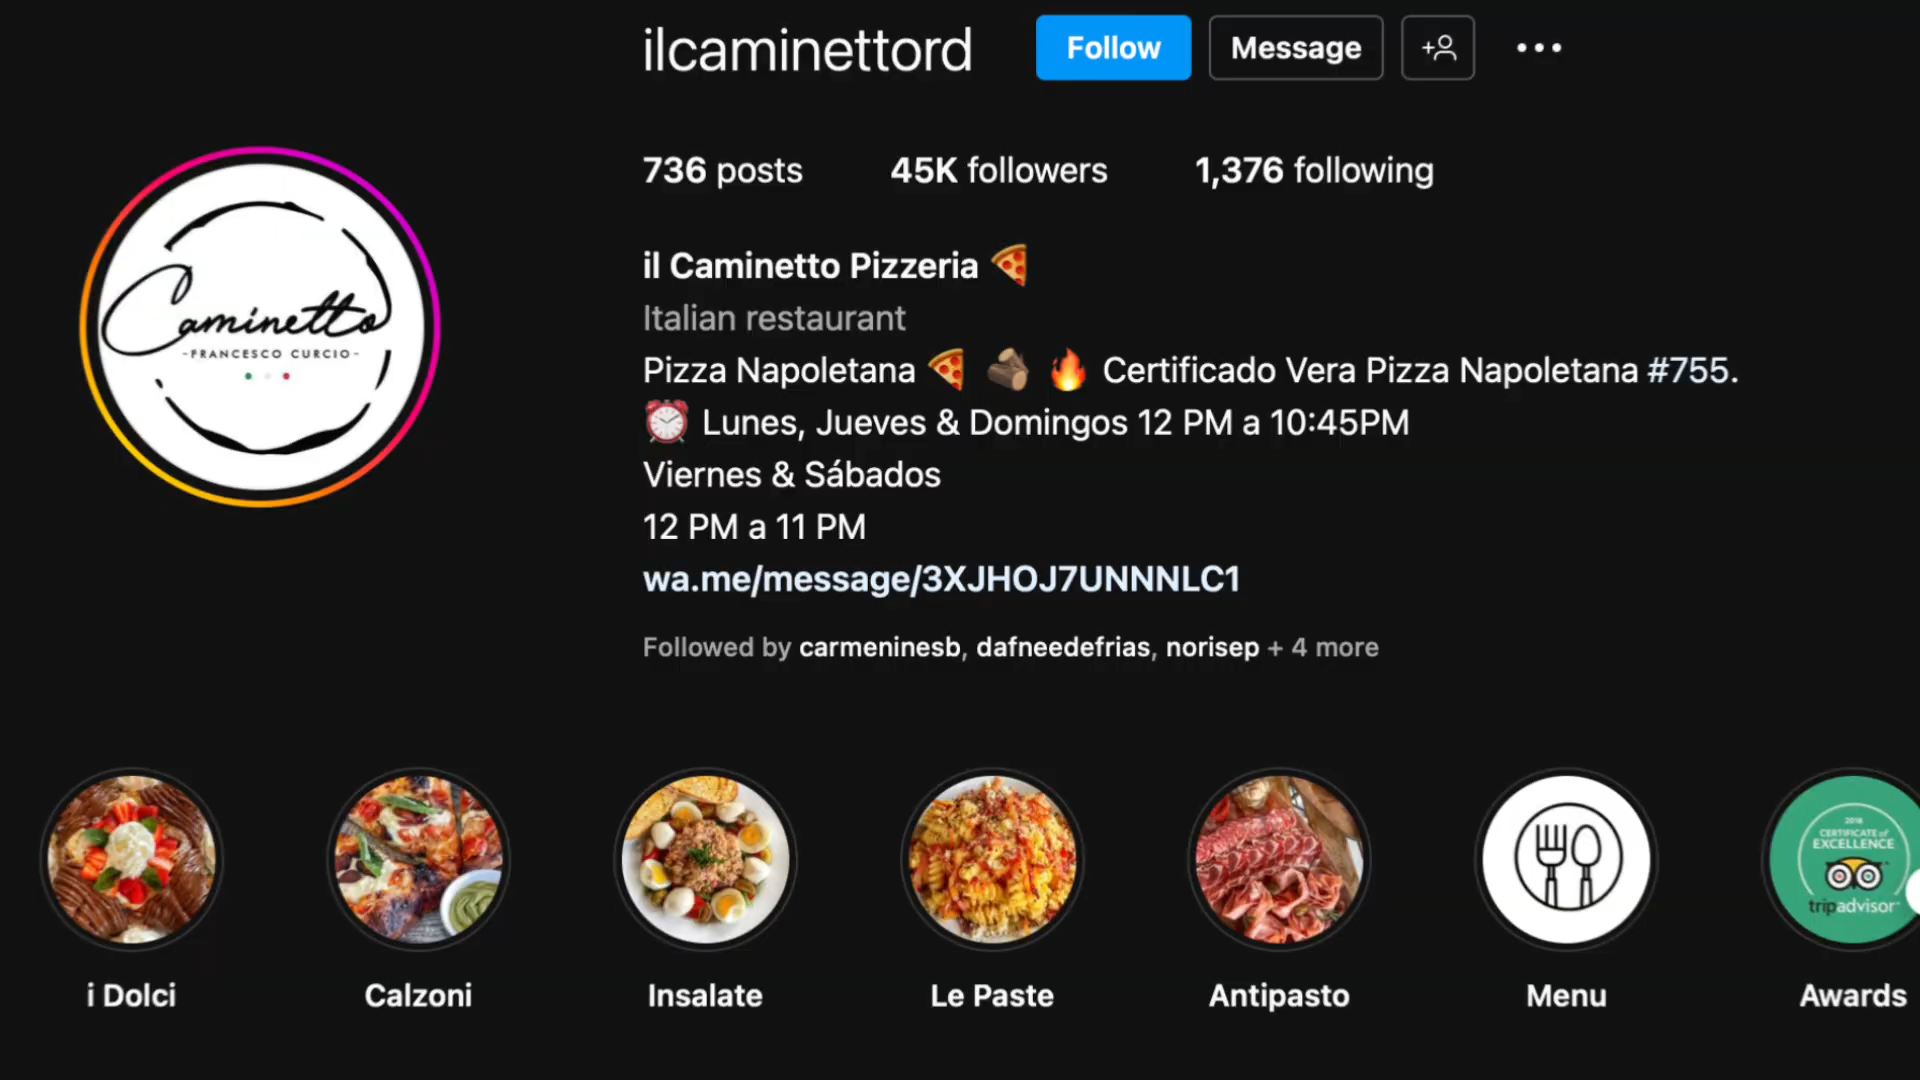 ilcaminettord Follow Message
736 posts 45K followers 1,376 following
Caminetto
-FRANCESCO CURCIO-
il Caminetto Pizzeria 🍕
Italian restaurant
Pizza Napoletana 🍕 🪵 🔥 Certificado Vera Pizza Napoletana #755.
⏰ Lunes, Jueves & Domingos 12 PM a 10:45PM
Viernes & Sábados
12 PM a 11 PM
wa.me/message/3XJHOJ7UNNNLC1
Followed by carmeninesb, dafneedefrias, norisep + 4 more
2018
CERTIFICATE of
EXCELLENCE
tripadvisor
i Dolci Calzoni Insalate Le Paste Antipasto Menu Awards